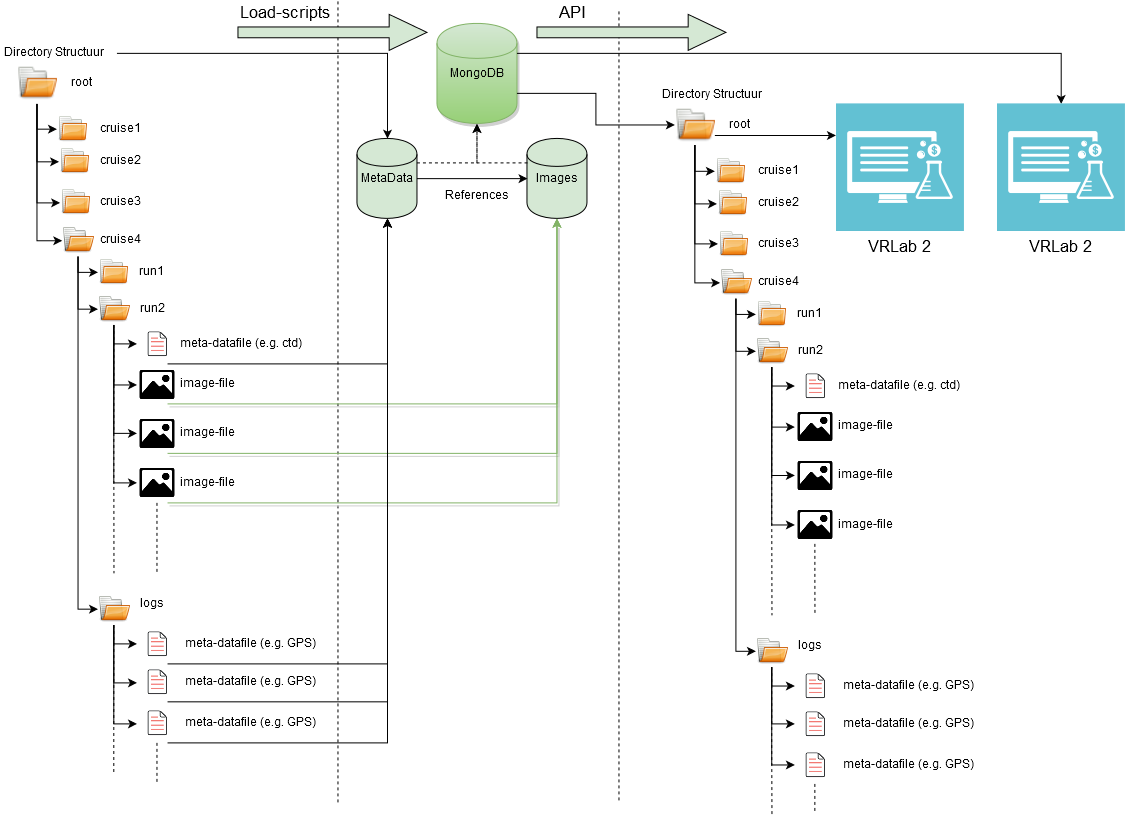 Load-scripts
API
Directory Structuur
root
cruise1
cruise2
cruise3
cruise4
run1
run2
meta-datafile (e.g. ctd)
image-file
image-file
image-file
logs
meta-datafile (e.g. GPS)
meta-datafile (e.g. GPS)
meta-datafile (e.g. GPS)
MongoDB
MetaData
References
Images
Directory Structuur
root
cruise1
cruise2
cruise3
cruise4
run1
run2
meta-datafile (e.g. ctd)
image-file
image-file
image-file
logs
meta-datafile (e.g. GPS)
meta-datafile (e.g. GPS)
meta-datafile (e.g. GPS)
$
VRLab 2
$
VRLab 2